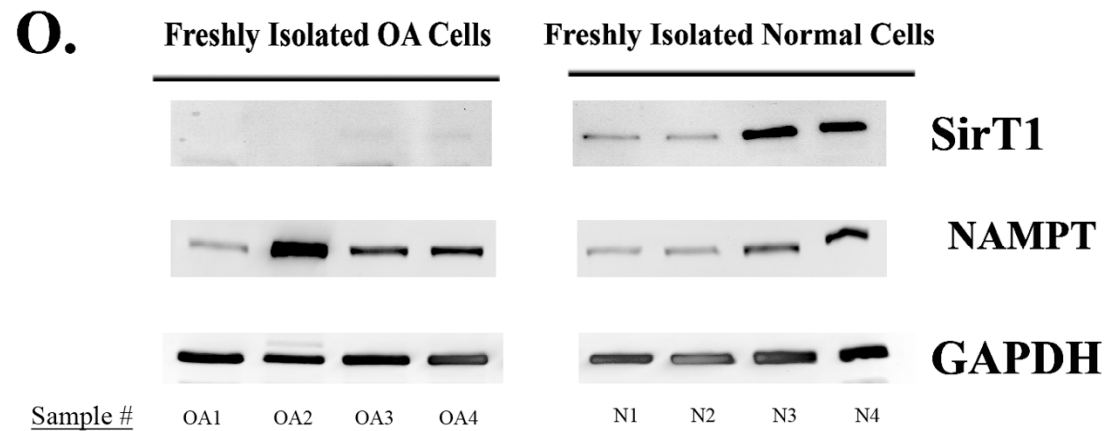 O.
Freshly Isolated OA Cells
Freshly Isolated Normal Cells
SirT1
NAMPT
GAPDH
Sample # OA1 OA2 OA3 OA4 N1 N2 N3 N4